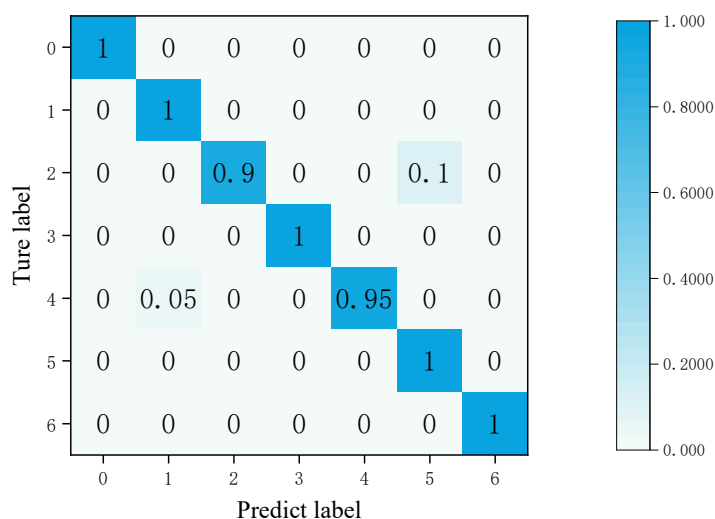 0 1 0 0 0 0 0 0
1 0 1 0 0 0 0 0
2 0 0 0.9 0 0 0.1 0
3 0 0 0 1 0 0 0
4 0 0.05 0 0 0.95 0 0
5 0 0 0 0 0 1 0
6 0 0 0 0 0 0 1
0 1 2 3 4 5 6
Predict label
Ture label
1.000
0.8000
0.6000
0.4000
0.2000
0.000